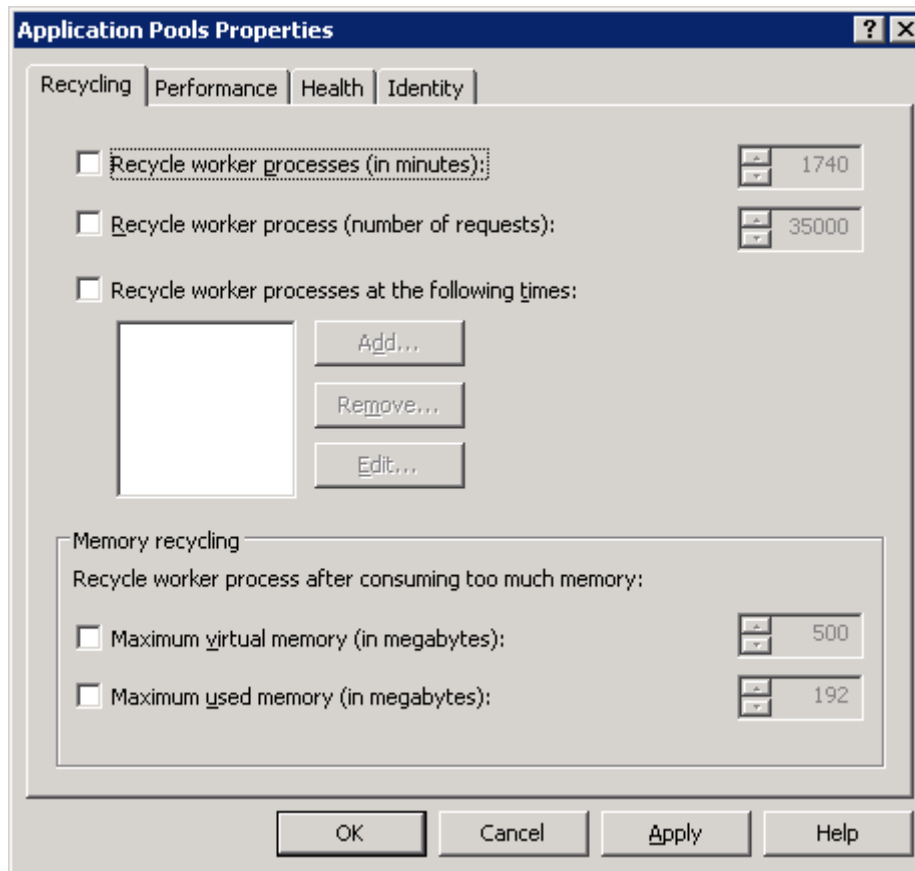 Application Pools Properties
Recycling Performance Health Identity
Recycle worker processes (in minutes): 1740
Recycle worker process (number of requests): 35000
Recycle worker processes at the following times:
Add...
Remove...
Edit...
Memory recycling
Recycle worker process after consuming too much memory:
Maximum virtual memory (in megabytes): 500
Maximum used memory (in megabytes): 192
OK Cancel Apply Help